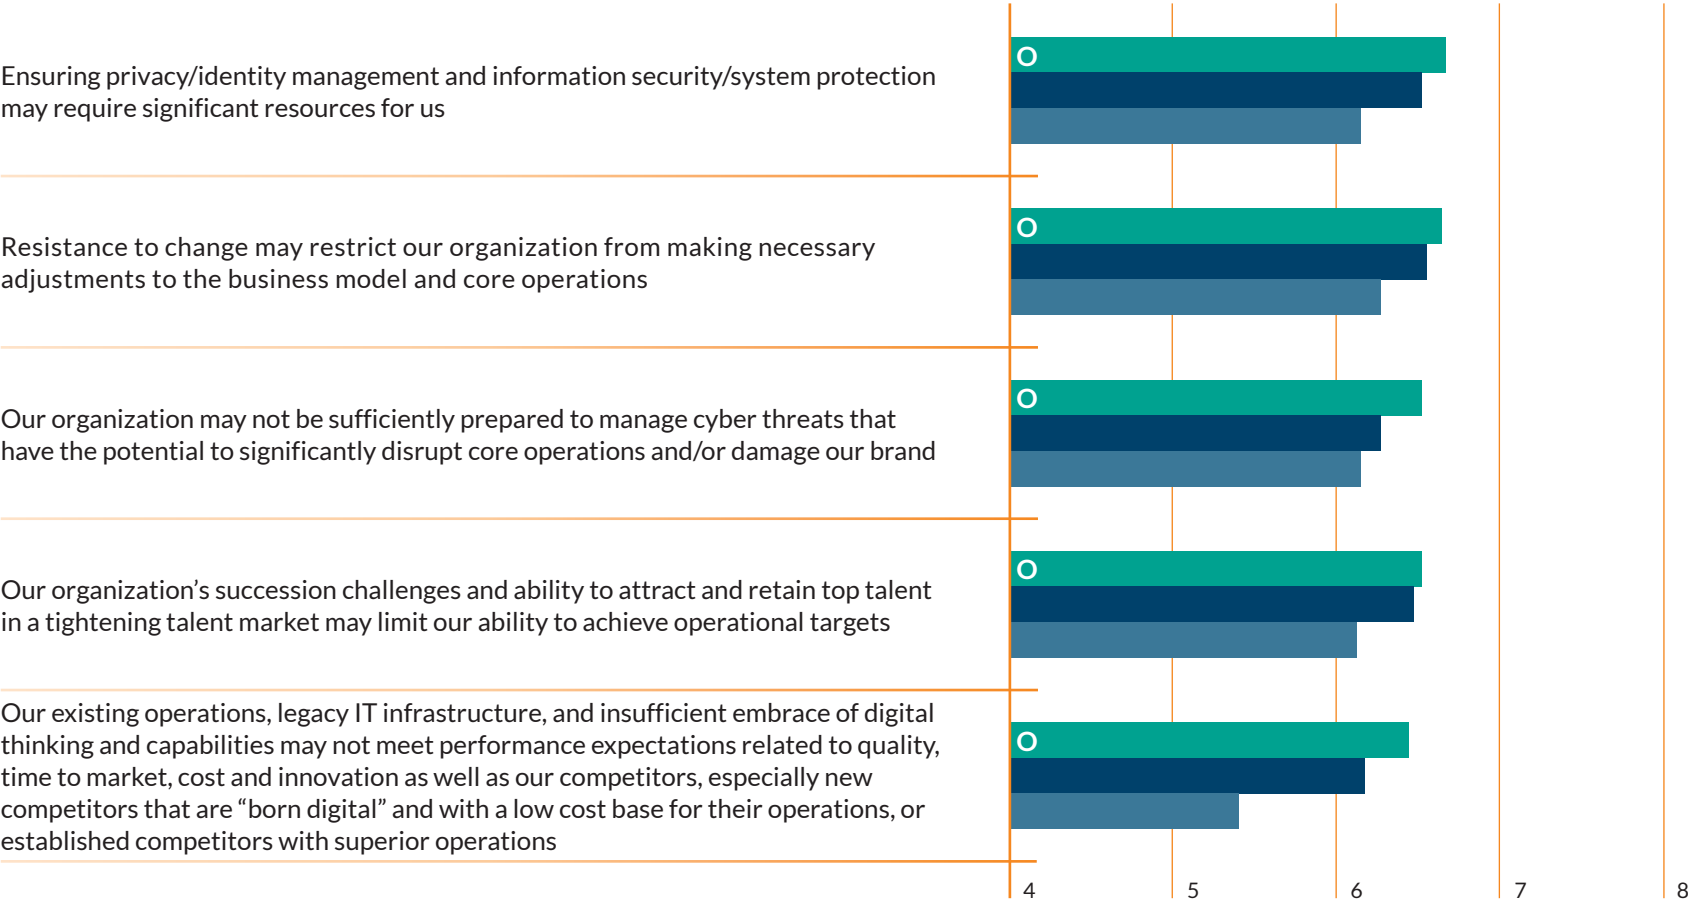 Ensuring privacy/identity management and information security/system protection
may require significant resources for us
O
Resistance to change may restrict our organization from making necessary
adjustments to the business model and core operations
O
Our organization may not be sufficiently prepared to manage cyber threats that
have the potential to significantly disrupt core operations and/or damage our brand
O
Our organization’s succession challenges and ability to attract and retain top talent
in a tightening talent market may limit our ability to achieve operational targets
O
Our existing operations, legacy IT infrastructure, and insufficient embrace of digital
thinking and capabilities may not meet performance expectations related to quality,
time to market, cost and innovation as well as our competitors, especially new
competitors that are “born digital” and with a low cost base for their operations, or
established competitors with superior operations
O
4 5 6 7 8